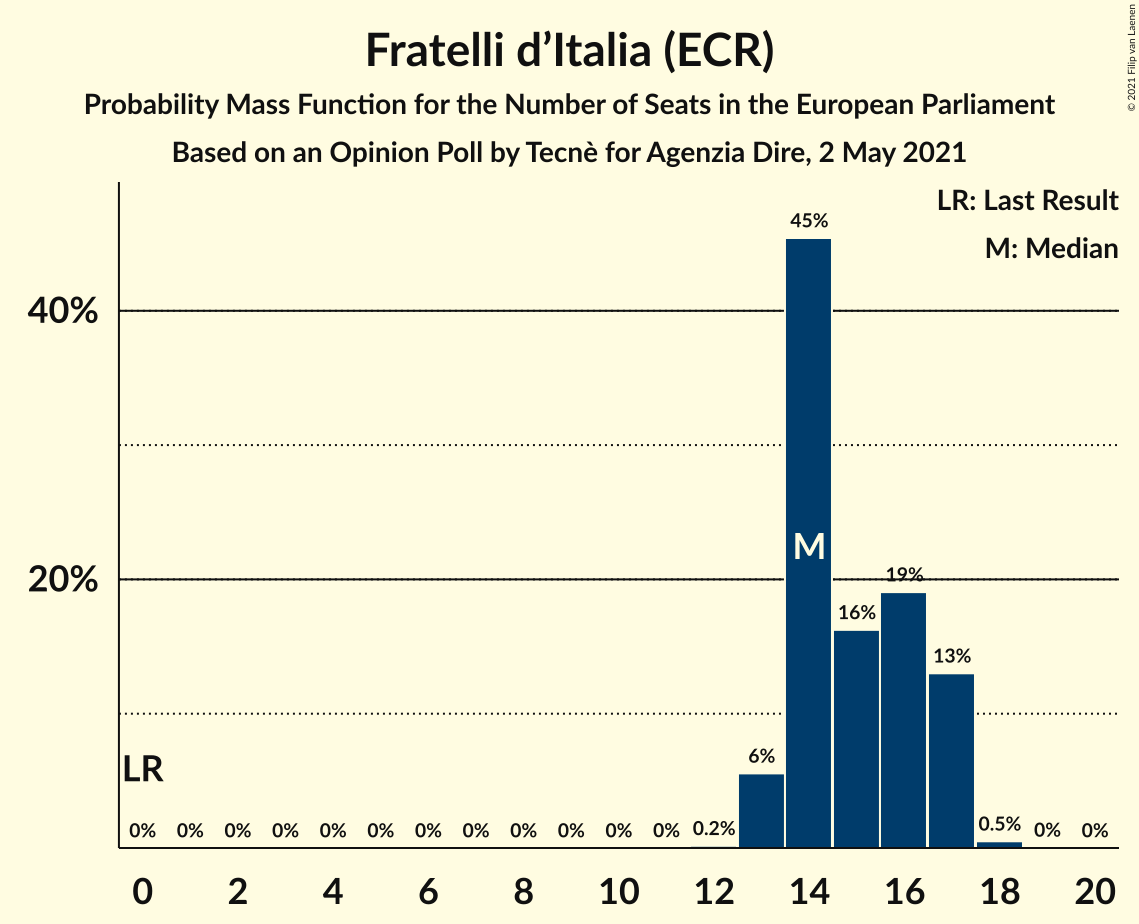 Fratelli d’Italia (ECR)
Probability Mass Function for the Number of Seats in the European Parliament
Based on an Opinion Poll by Tecnè for Agenzia Dire, 2 May 2021
© 2021 Filip van Laenen
LR: Last Result
M: Median
45%
40%
M
20%
19%
16%
13%
6%
LR
0% 0% 0% 0% 0% 0% 0% 0% 0% 0% 0% 0% 0.2% 0.5% 0% 0%
0 2 4 6 8 10 12 14 16 18 20